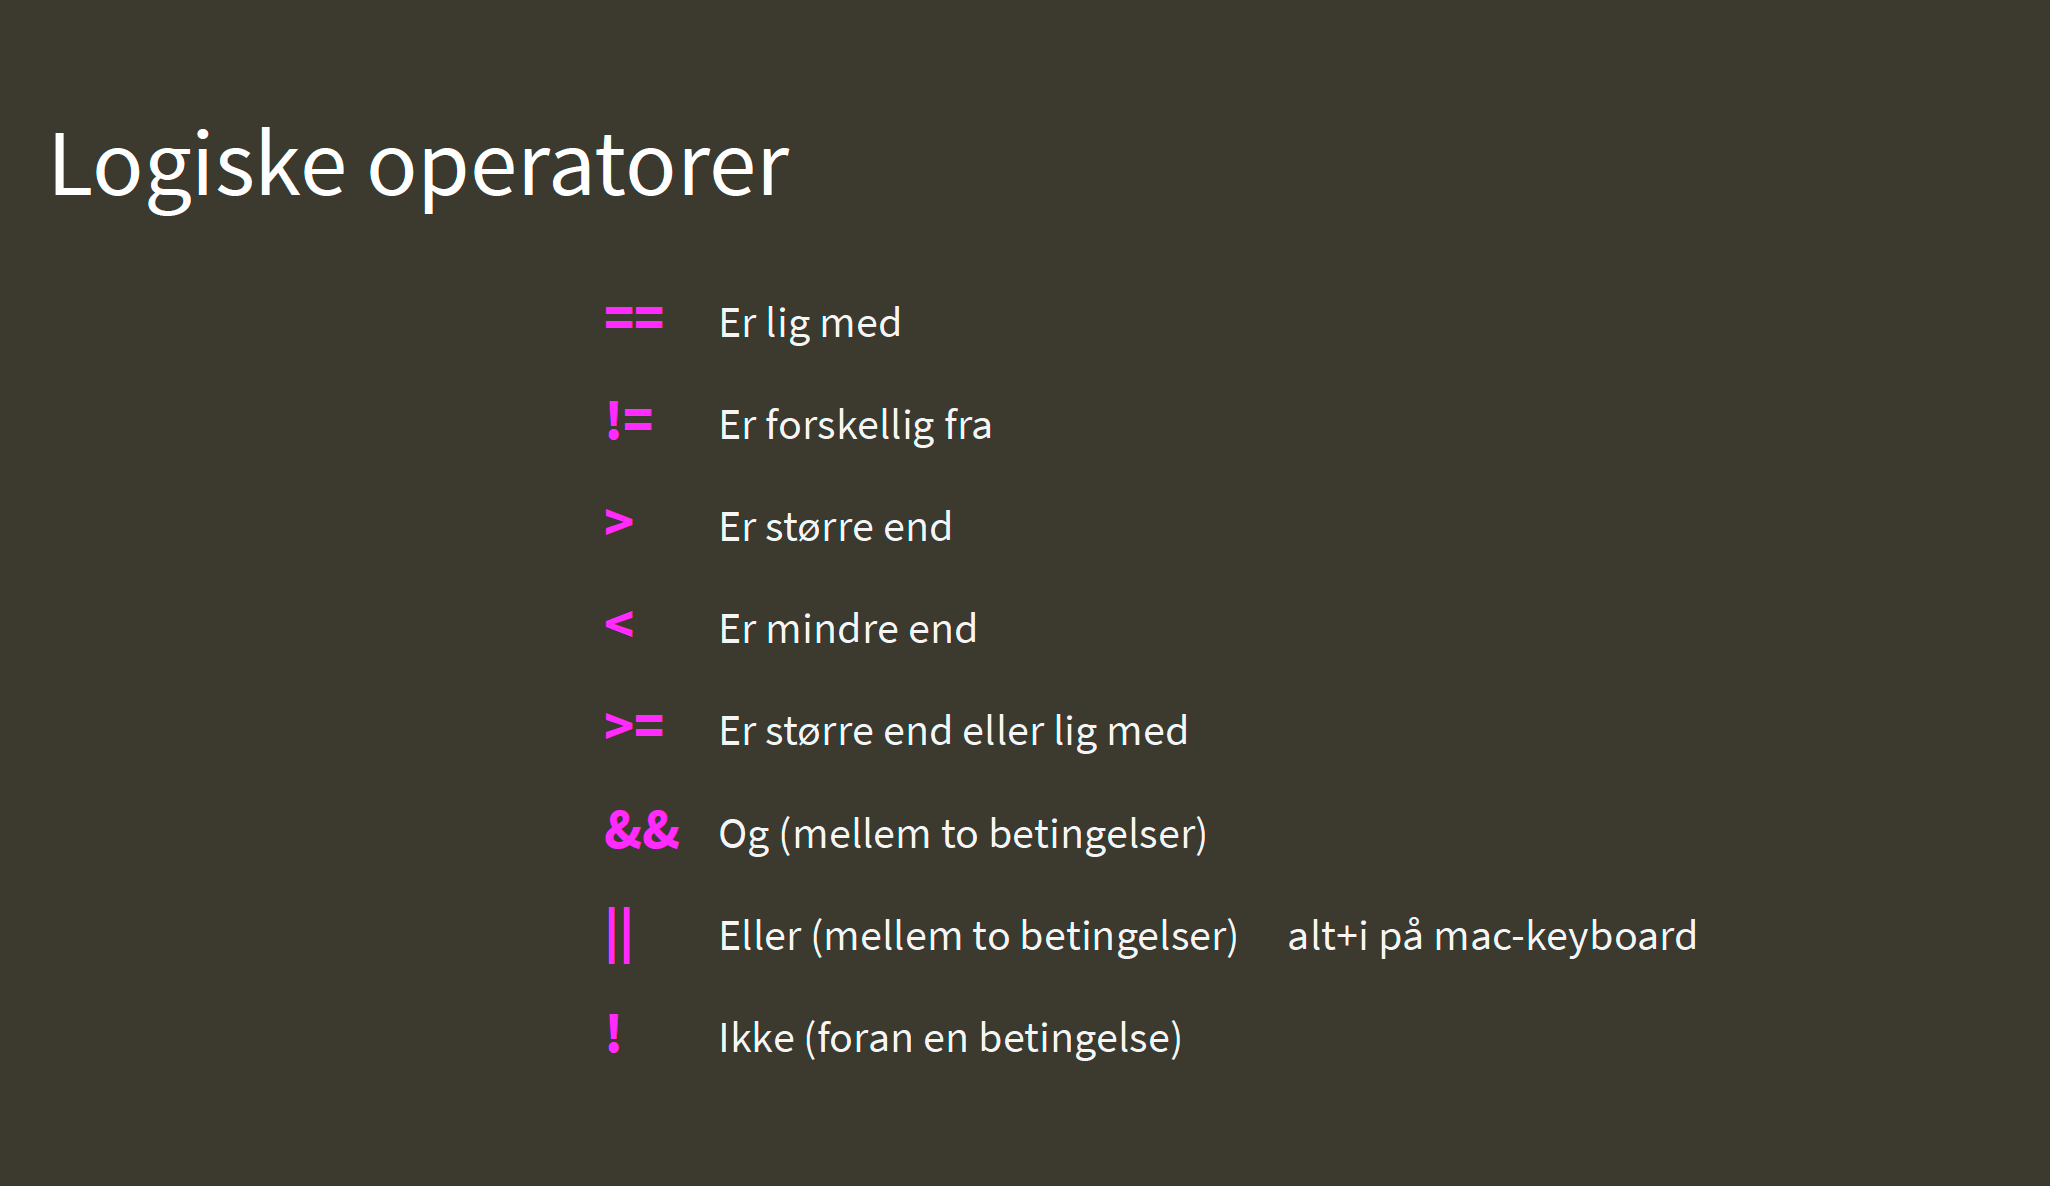 Logiske operatorer
== Er lig med
!= Er forskellig fra
> Er større end
< Er mindre end
>= Er større end eller lig med
&& Og (mellem to betingelser)
|| Eller (mellem to betingelser) alt+i på mac-keyboard
! Ikke (foran en betingelse)